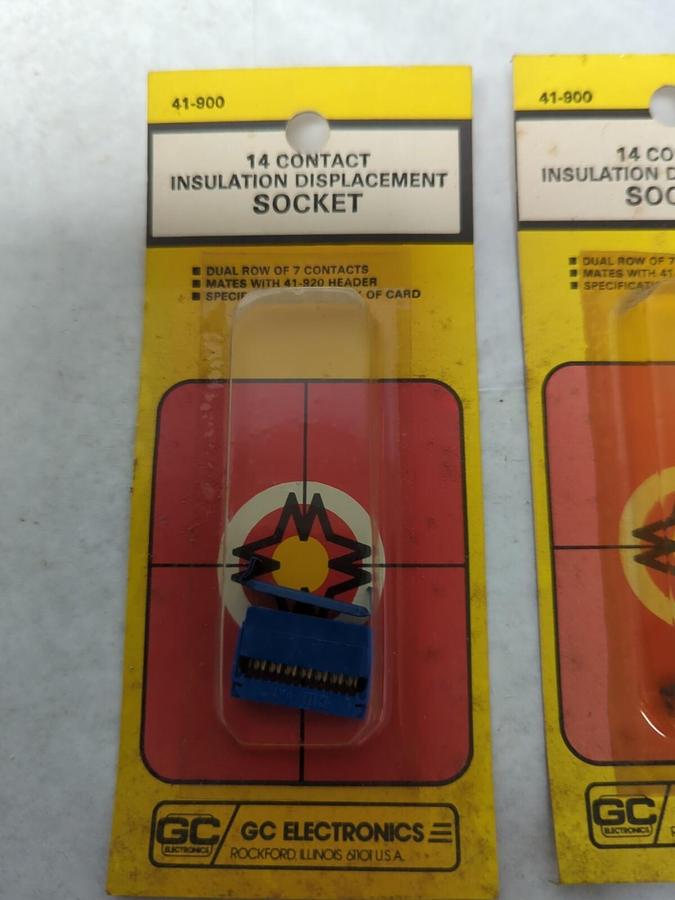 41-900
14 CONTACT
INSULATION DISPLACEMENT
SOCKET
DUAL ROW OF 7 CONTACTS
MATES WITH 41-920 HEADER
OF CARD
GC
ELECTRONICS
GC ELECTRONICS
ROCKFORD, ILLINOIS 61101 U.S.A.
41-900
14
INSULATION
DUAL ROW OF 7
MATES WITH 41
GC
ELECTRONICS